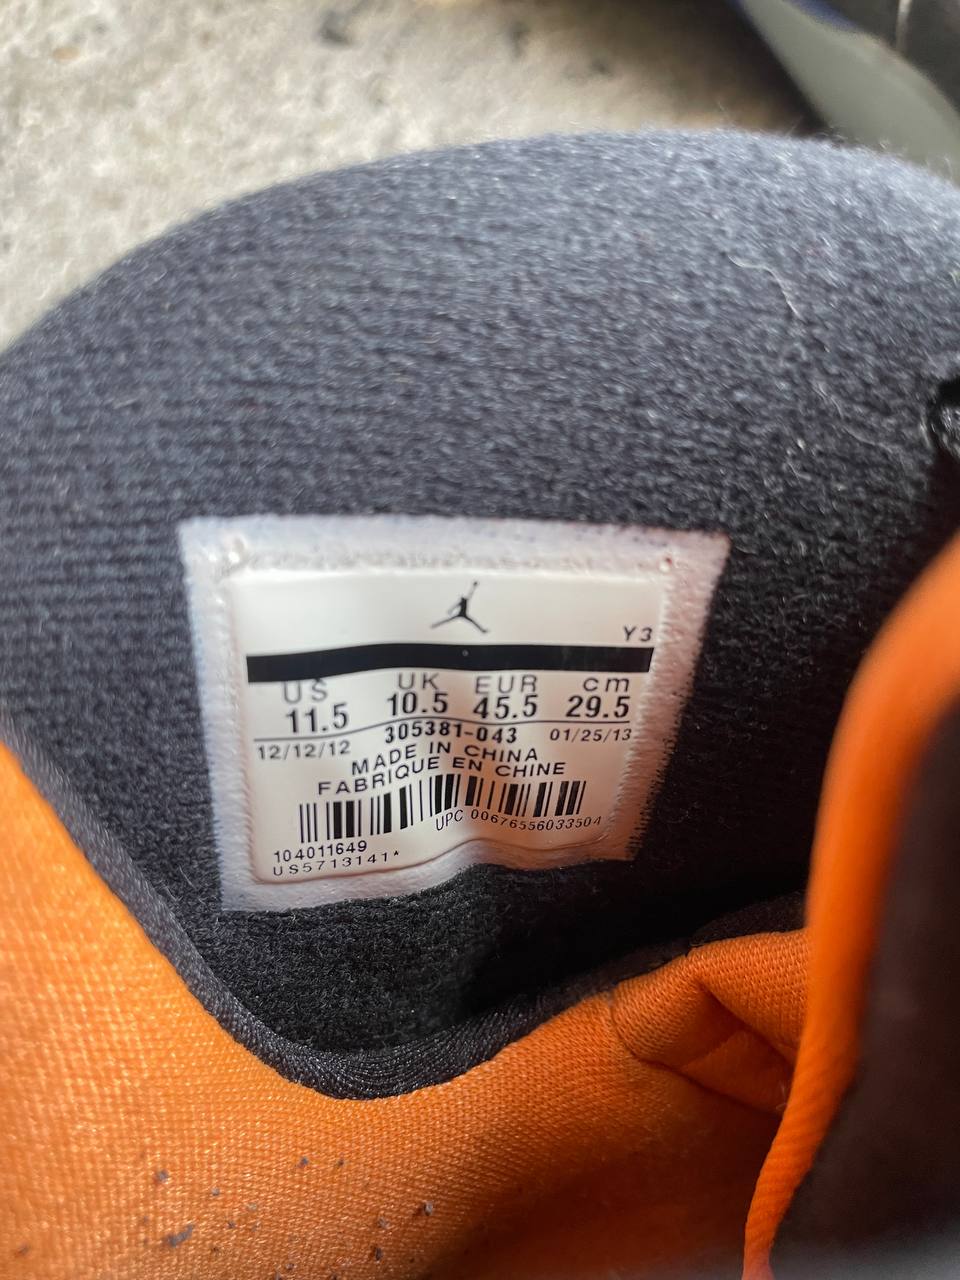 Y3
US UK EUR cm
11.5 10.5 45.5 29.5
12/12/12 305381-043 01/25/13
MADE IN CHINA
FABRIQUE EN CHINE
UPC 00676556033504
104011649
US5713141*